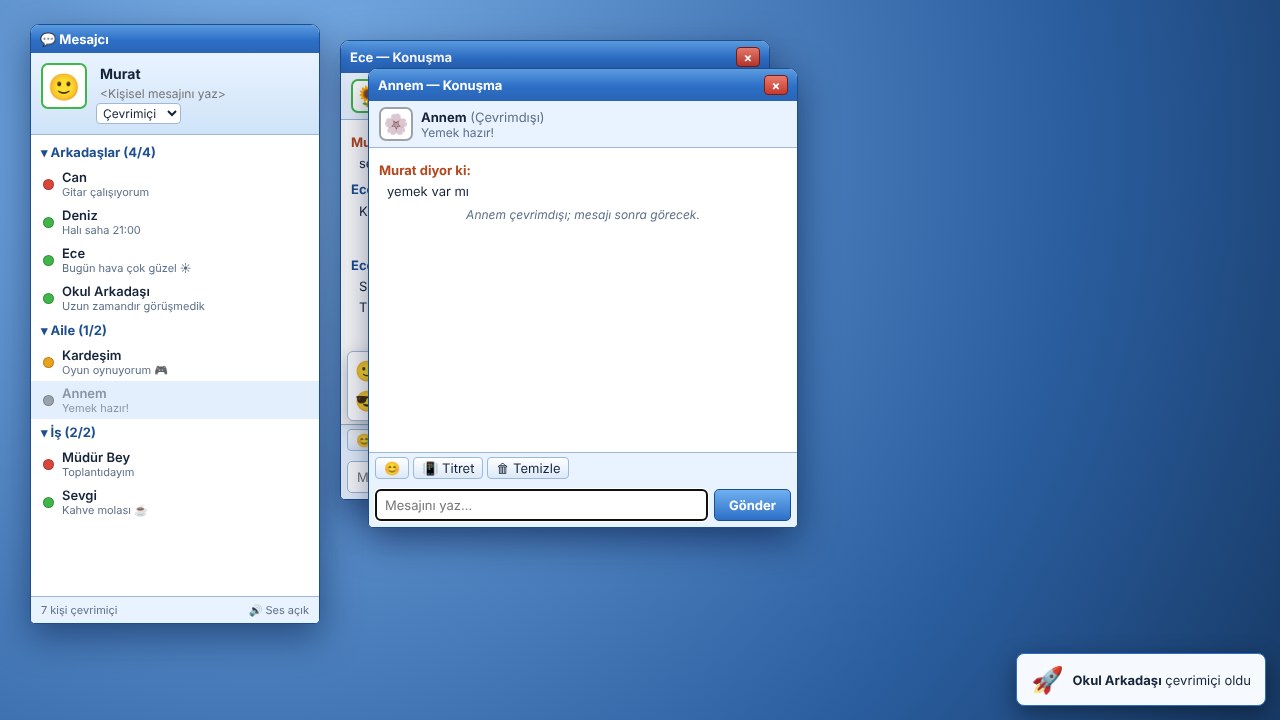 Mesajcı
Murat
<Kişisel mesajını yaz>
Çevrimiçi
▾ Arkadaşlar (4/4)
Can
Gitar çalışıyorum
Deniz
Halı saha 21:00
Ece
Bugün hava çok güzel ☀
Okul Arkadaşı
Uzun zamandır görüşmedik
▾ Aile (1/2)
Kardeşim
Oyun oynuyorum 🎮
Annem
Yemek hazır!
▾ İş (2/2)
Müdür Bey
Toplantıdayım
Sevgi
Kahve molası ☕
7 kişi çevrimiçi
🔊 Ses açık
Ece — Konuşma
×
Annem — Konuşma
×
Annem (Çevrimdışı)
Yemek hazır!
Murat diyor ki:
yemek var mı
Annem çevrimdışı; mesajı sonra görecek.
😊
📳 Titret
🗑 Temizle
Mesajını yaz...
Gönder
Okul Arkadaşı çevrimiçi oldu